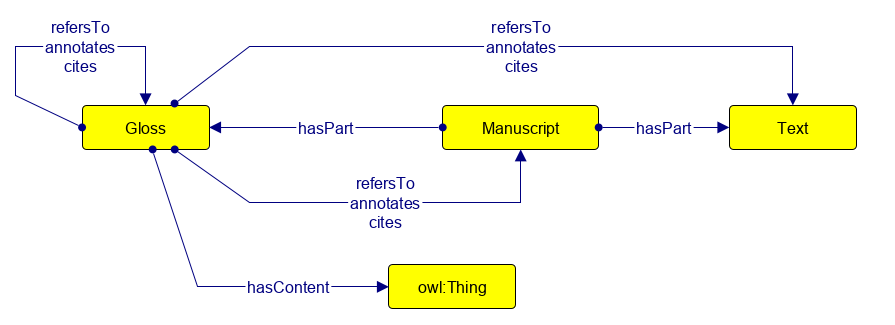 refersTo
annotates
cites
refersTo
annotates
cites
Gloss
hasPart
Manuscript
hasPart
Text
refersTo
annotates
cites
hasContent
owl:Thing